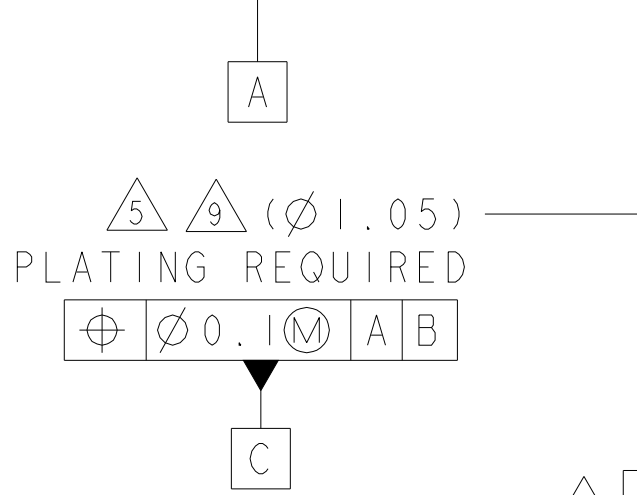 A
5 9 (Ø1.05)
PLATING REQUIRED
⌖ Ø0.1Ⓜ A B
C